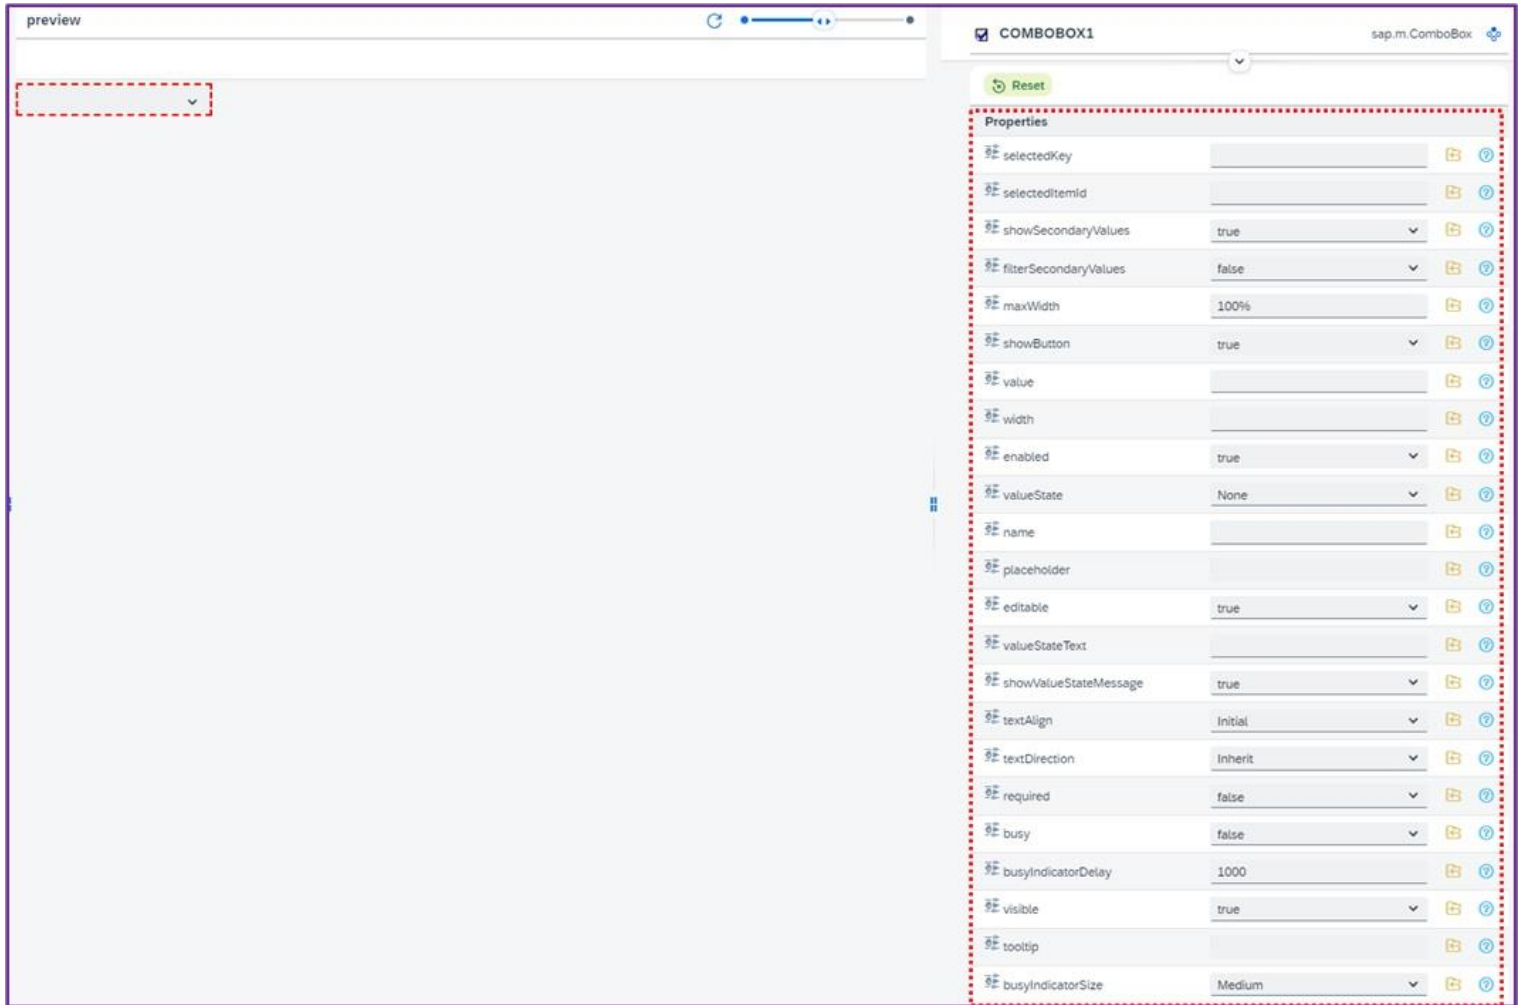 preview
COMBOBOX1 sap.m.ComboBox
Reset
Properties
selectedKey
selectedItemId
showSecondaryValues true
filterSecondaryValues false
maxWidth 100%
showButton true
value
width
enabled true
valueState None
name
placeholder
editable true
valueStateText
showValueStateMessage true
textAlign Initial
textDirection Inherit
required false
busy false
busyIndicatorDelay 1000
visible true
tooltip
busyIndicatorSize Medium